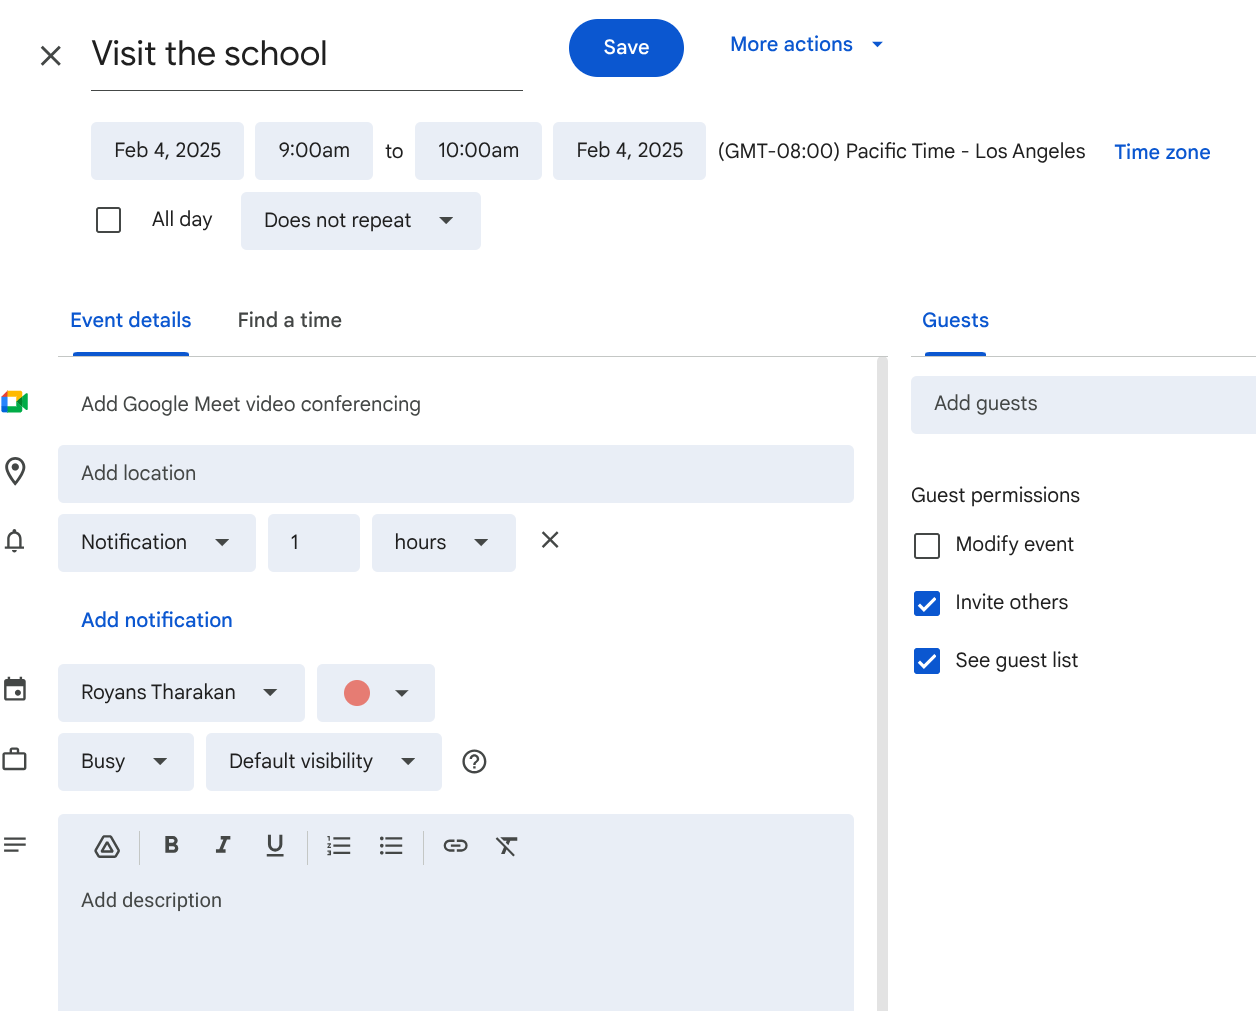 Visit the school
Save
More actions
Feb 4, 2025 9:00am to 10:00am Feb 4, 2025 (GMT-08:00) Pacific Time - Los Angeles Time zone
All day Does not repeat
Event details Find a time
Guests
Add Google Meet video conferencing
Add location
Notification 1 hours
Add notification
Royans Tharakan
Busy Default visibility
B I U
Add description
Add guests
Guest permissions
Modify event
Invite others
See guest list